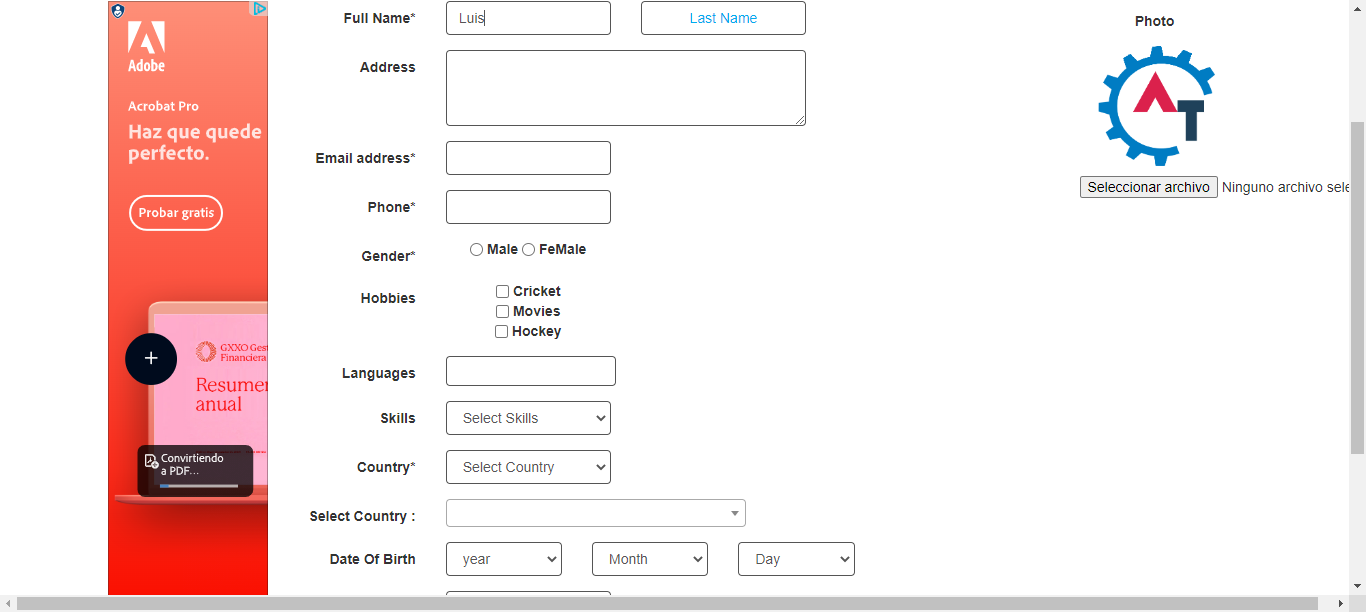 Adobe
Acrobat Pro
Haz que quede
perfecto.
Probar gratis
GXXO Gest
Financiera
Resumen
anual
Convirtiendo
a PDF...
Full Name* Luis Last Name
Address
Email address*
Phone*
Gender* Male FeMale
Hobbies Cricket
Movies
Hockey
Languages
Skills Select Skills
Country* Select Country
Select Country :
Date Of Birth year Month Day
Photo
AT
Seleccionar archivo Ninguno archivo sele